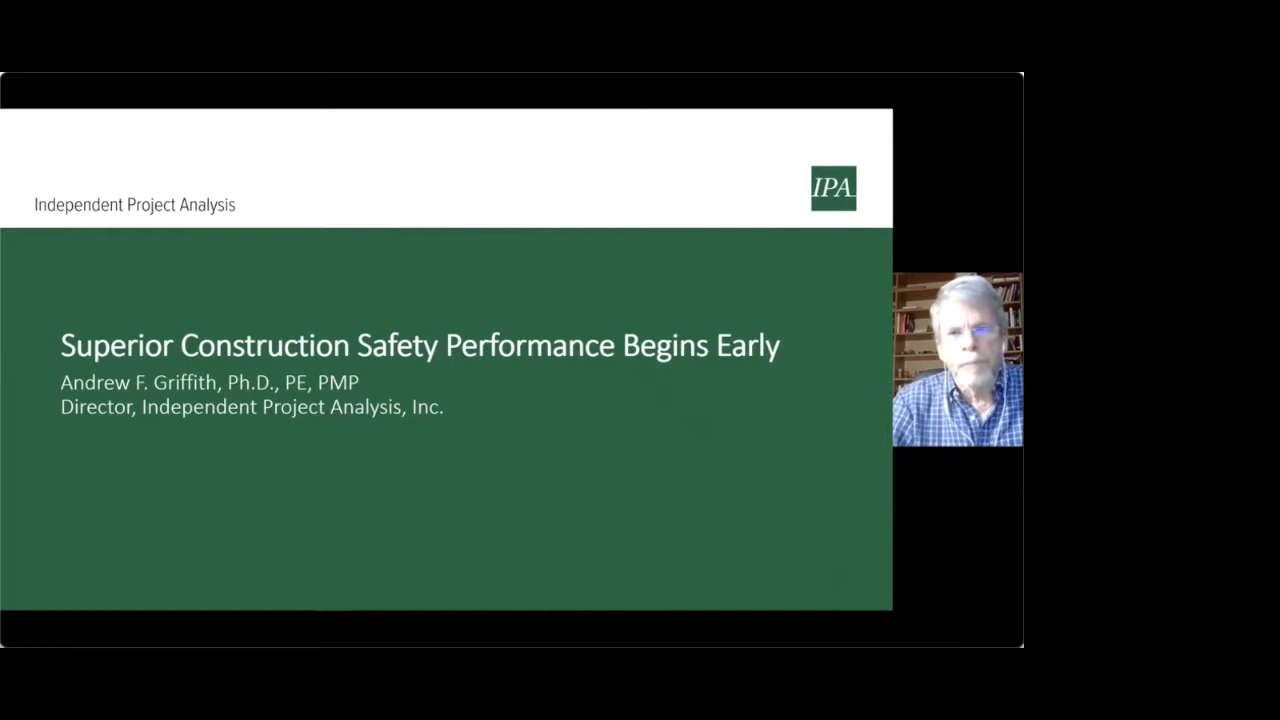 Independent Project Analysis
IPA
Superior Construction Safety Performance Begins Early
Andrew F. Griffith, Ph.D., PE, PMP
Director, Independent Project Analysis, Inc.